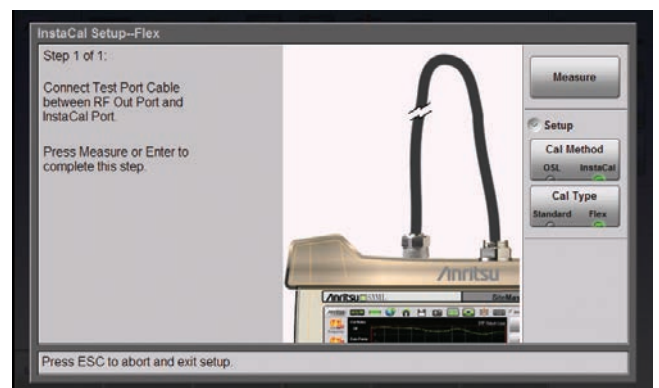 InstaCal Setup--Flex
Step 1 of 1:
Connect Test Port Cable
between RF Out Port and
InstaCal Port.
Press Measure or Enter to
complete this step.
Measure
Setup
Cal Method
OSL InstaCal
Cal Type
Standard Flex
Anritsu
Anritsu
Press ESC to abort and exit setup.